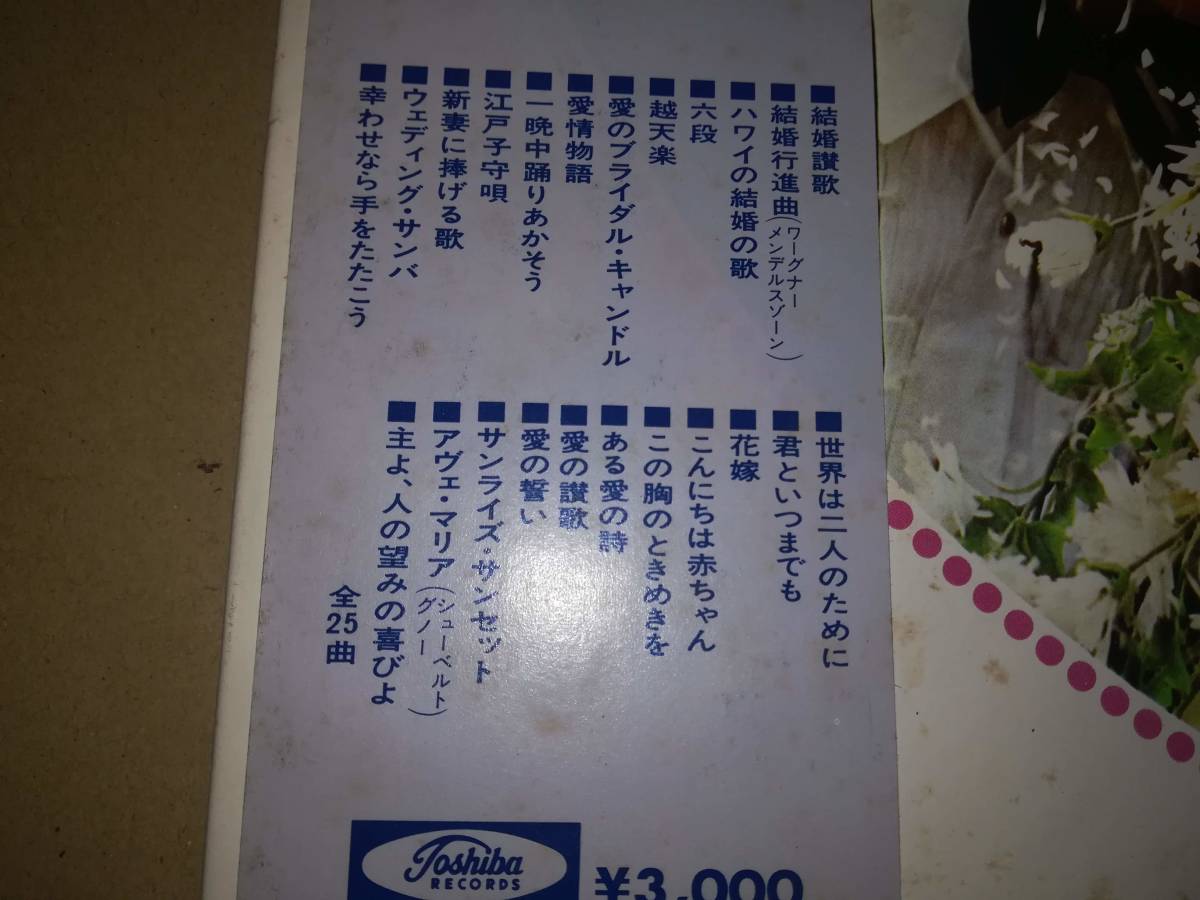 ■結婚讃歌
■結婚行進曲(ワーグナー
メンデルスゾーン)
■ハワイの結婚の歌
■六段
■越天楽
■愛のブライダル・キャンドル
■愛情物語
■一晩中踊りあかそう
■江戸子守唄
■新妻に捧げる歌
■ウェディング・サンバ
■幸わせなら手をたたこう
■世界は二人のために
■君といつまでも
■花嫁
■こんにちは赤ちゃん
■この胸のときめきを
■ある愛の詩
■愛の讃歌
■愛の誓い
■サンライズ・サンセット
■アヴェ・マリア(シューベルト
グノー)
■主よ、人の望みの喜びよ
全25曲
Toshiba
RECORDS
¥3,000